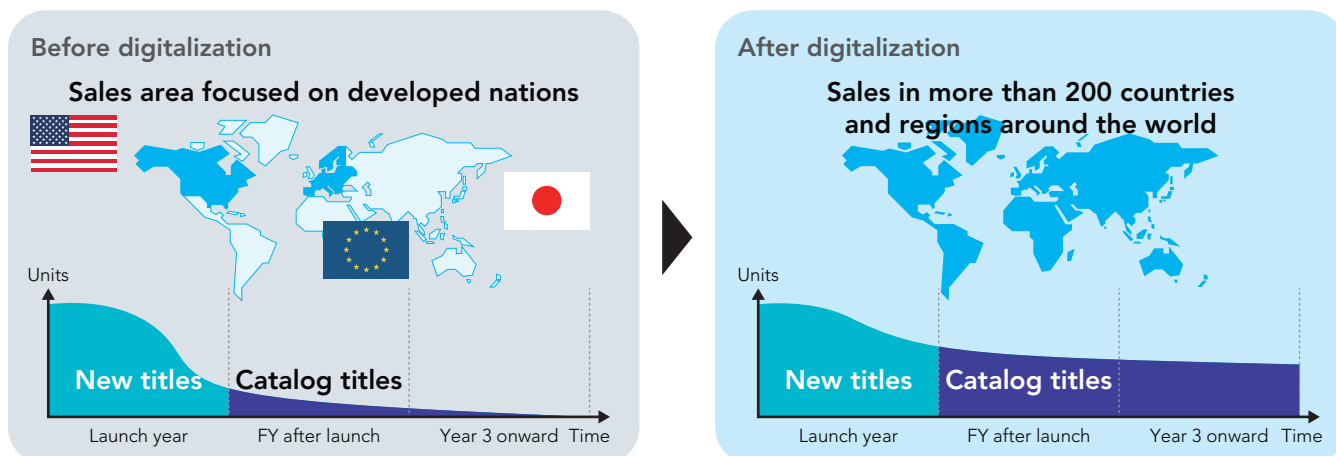 Before digitalization
Sales area focused on developed nations
Units
New titles
Catalog titles
Launch year
FY after launch
Year 3 onward
Time
After digitalization
Sales in more than 200 countries
and regions around the world
Units
New titles
Catalog titles
Launch year
FY after launch
Year 3 onward
Time